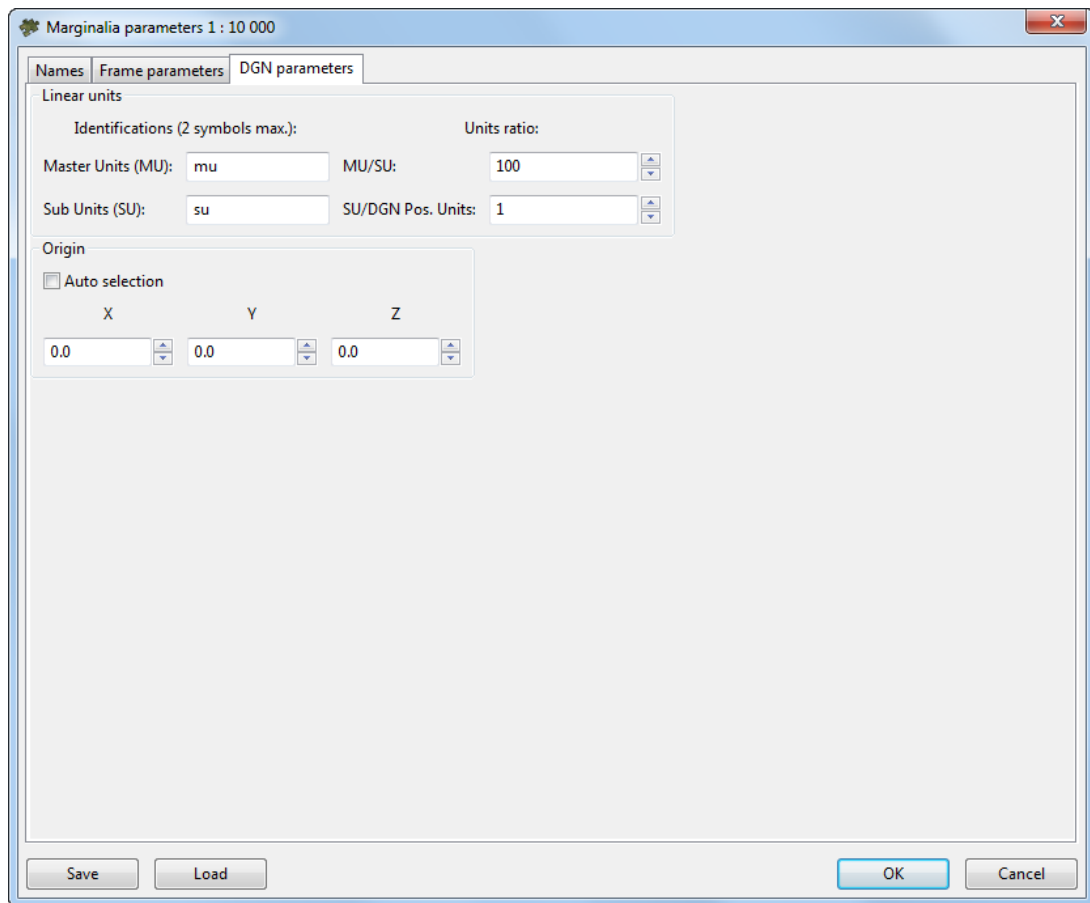 Marginalia parameters 1 : 10 000
x
Names Frame parameters DGN parameters
Linear units
Identifications (2 symbols max.): Units ratio:
Master Units (MU): mu MU/SU: 100
Sub Units (SU): su SU/DGN Pos. Units: 1
Origin
Auto selection
X Y Z
0.0 0.0 0.0
Save Load OK Cancel